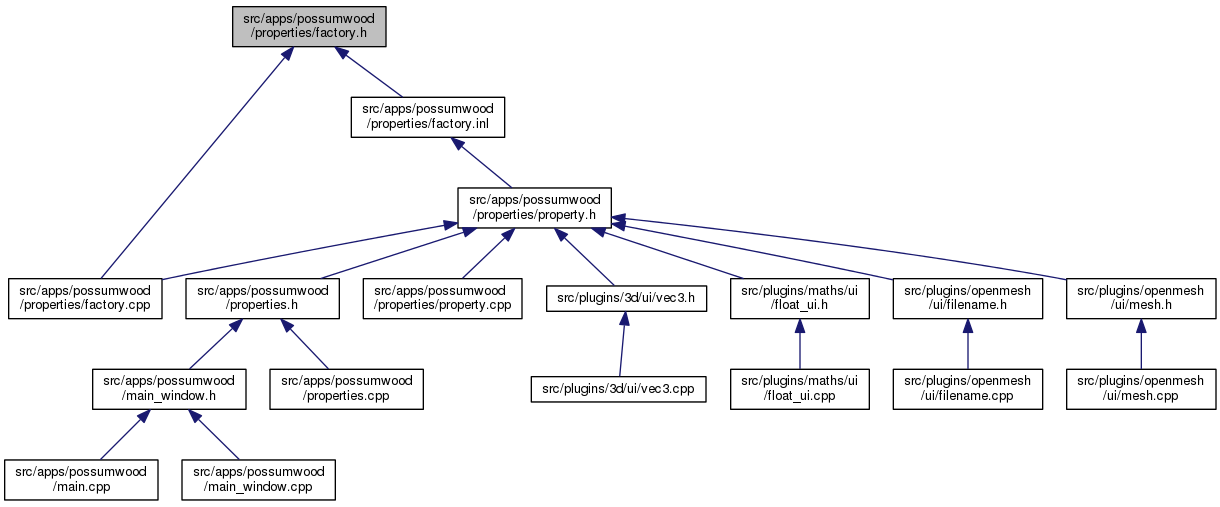 src/apps/possumwood
/properties/factory.h
src/apps/possumwood
/properties/factory.inl
src/apps/possumwood
/properties/property.h
src/apps/possumwood
/properties/factory.cpp
src/apps/possumwood
/properties.h
src/apps/possumwood
/properties/property.cpp
src/plugins/3d/ui/vec3.h
src/plugins/maths/ui
/float_ui.h
src/plugins/openmesh
/ui/filename.h
src/plugins/openmesh
/ui/mesh.h
src/apps/possumwood
/main_window.h
src/apps/possumwood
/properties.cpp
src/plugins/3d/ui/vec3.cpp
src/plugins/maths/ui
/float_ui.cpp
src/plugins/openmesh
/ui/filename.cpp
src/plugins/openmesh
/ui/mesh.cpp
src/apps/possumwood
/main.cpp
src/apps/possumwood
/main_window.cpp